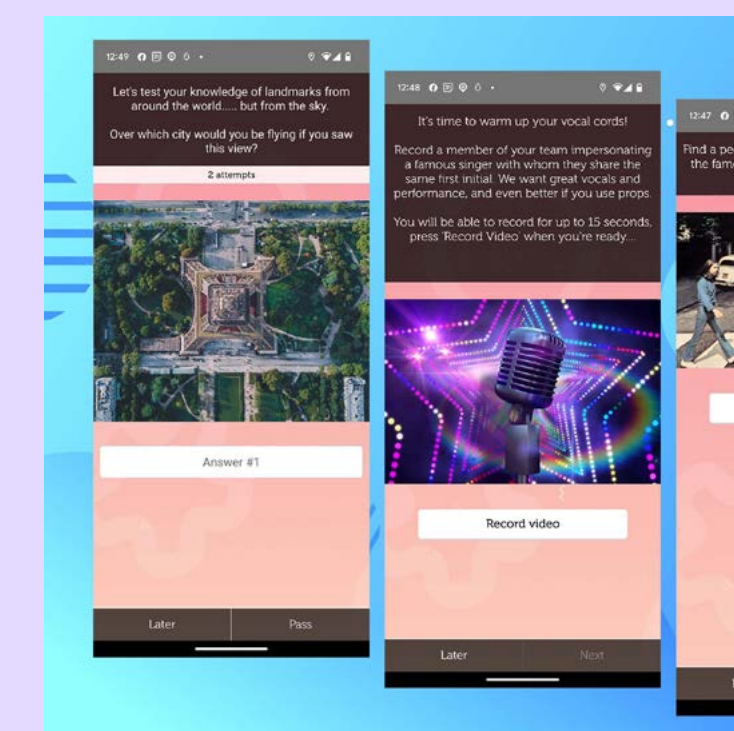 12:49
Let's test your knowledge of landmarks from
around the world..... but from the sky.
Over which city would you be flying if you saw
this view?
2 attempts
Answer #1
Later
Pass
12:48
It's time to warm up your vocal cords!
Record a member of your team impersonating
a famous singer with whom they share the
same first initial. We want great vocals and
performance, and even better if you use props.
You will be able to record for up to 15 seconds,
press 'Record Video' when you're ready...
Record video
Later
Next
12:47
Find a pe
the fam